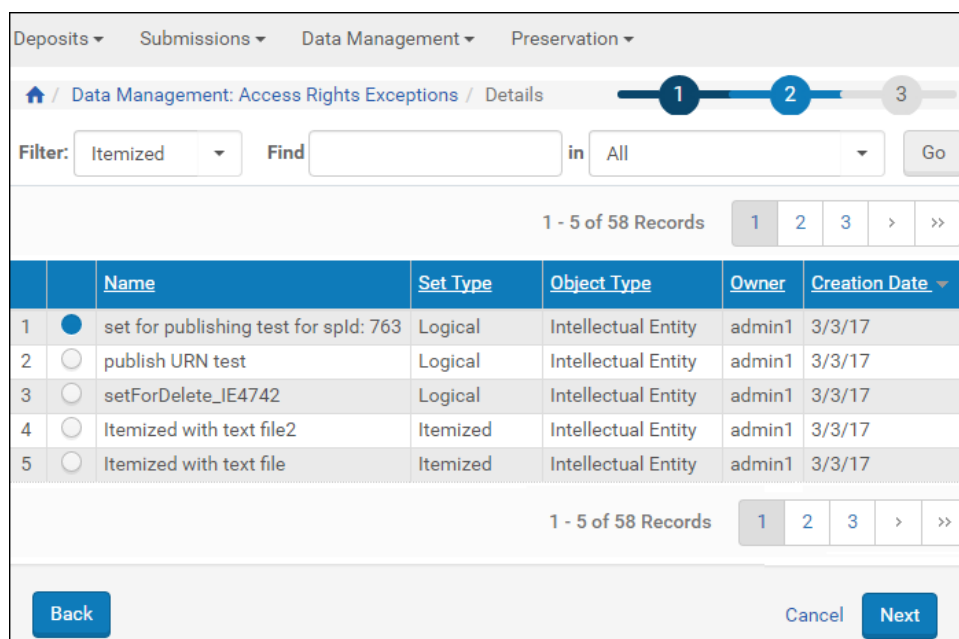 Deposits Submissions Data Management Preservation
/ Data Management: Access Rights Exceptions / Details 1 2 3
Filter: Itemized Find in All Go
1 - 5 of 58 Records 1 2 3 > >>
Name Set Type Object Type Owner Creation Date
1 set for publishing test for spId: 763 Logical Intellectual Entity admin1 3/3/17
2 publish URN test Logical Intellectual Entity admin1 3/3/17
3 setForDelete_IE4742 Logical Intellectual Entity admin1 3/3/17
4 Itemized with text file2 Itemized Intellectual Entity admin1 3/3/17
5 Itemized with text file Itemized Intellectual Entity admin1 3/3/17
1 - 5 of 58 Records 1 2 3 > >>
Back Cancel Next